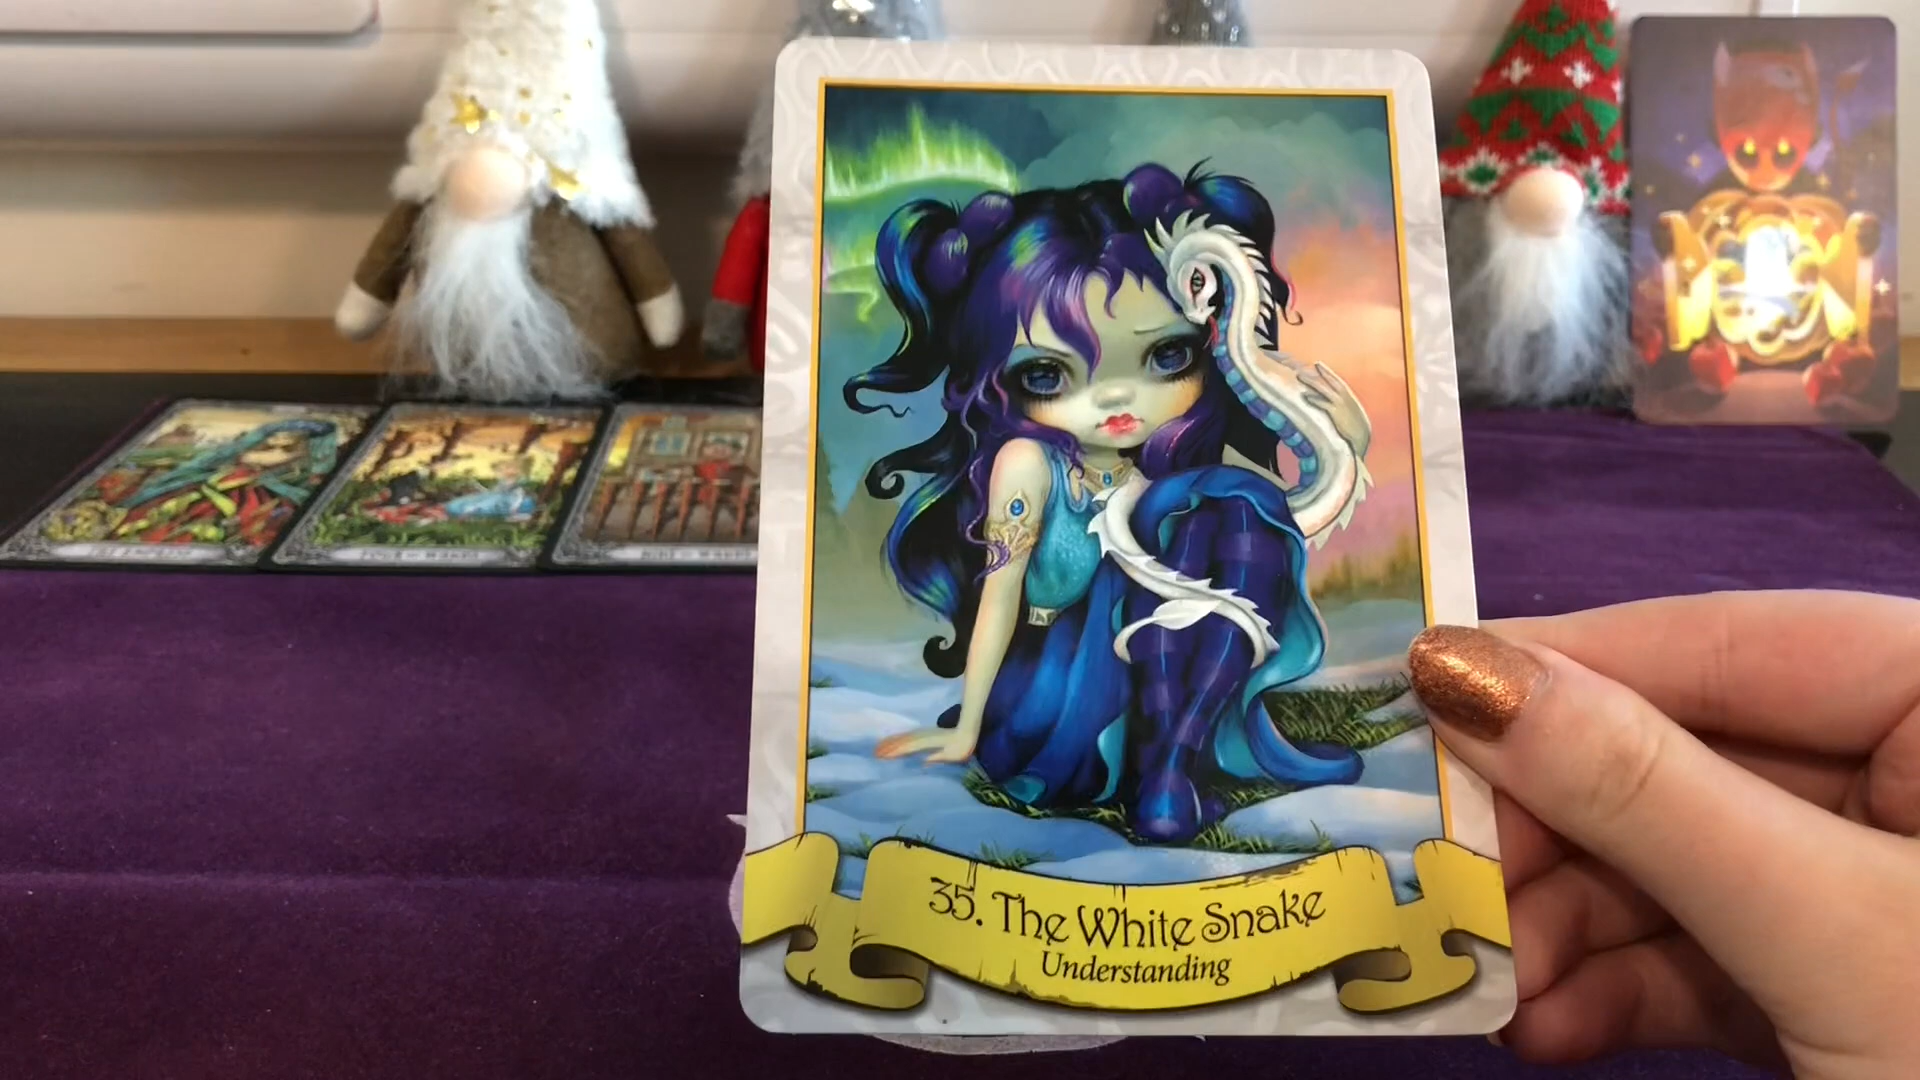 35. The White Snake
Understanding